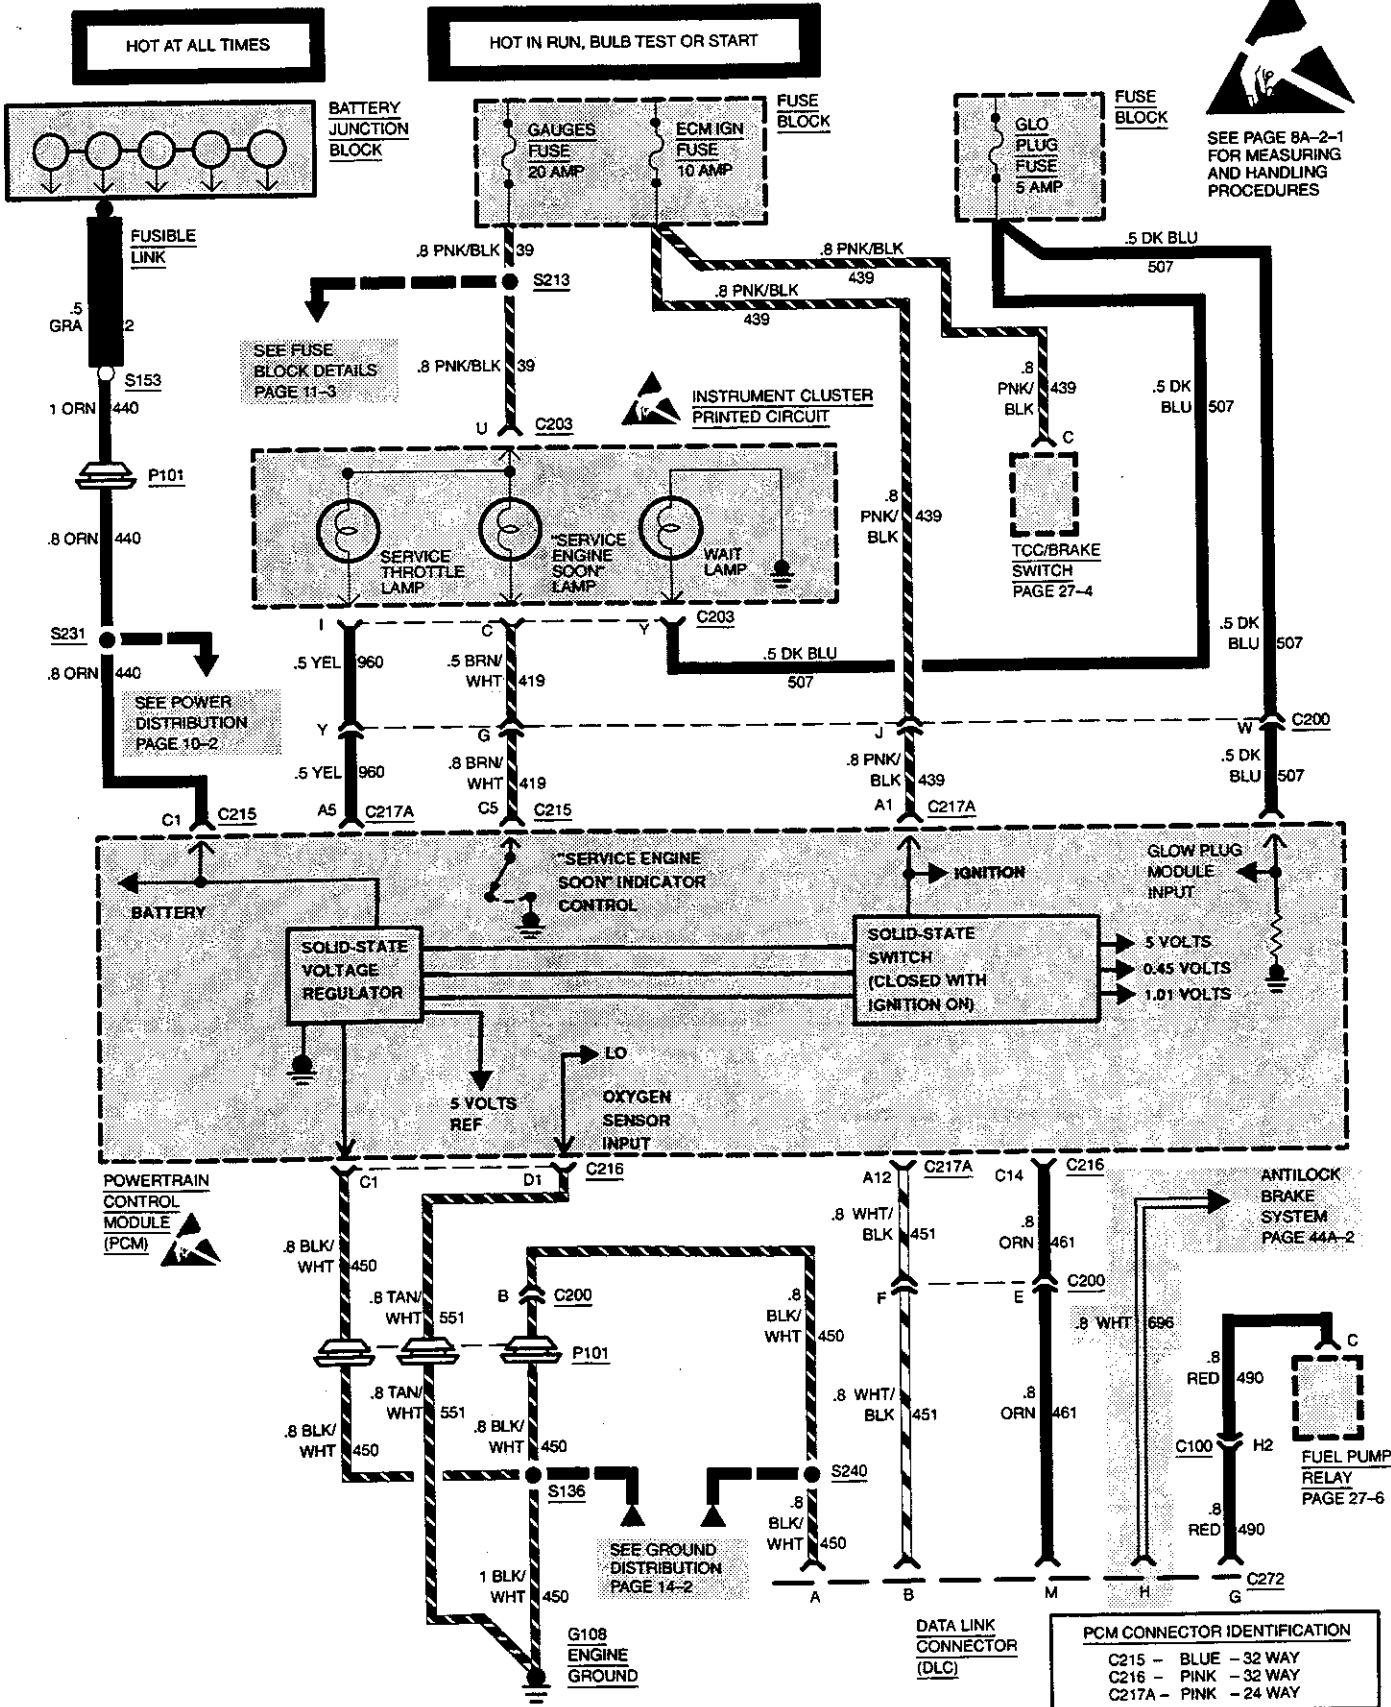 HOT AT ALL TIMES
HOT IN RUN, BULB TEST OR START
SEE PAGE 8A–2–1
FOR MEASURING
AND HANDLING
PROCEDURES
BATTERY
JUNCTION
BLOCK
GAUGES
FUSE
20 AMP
ECM IGN
FUSE
10 AMP
FUSE
BLOCK
GLO
PLUG
FUSE
5 AMP
FUSE
BLOCK
FUSIBLE
LINK
.5
GRA
2
S153
1 ORN 440
P101
.8 ORN 440
S231
.8 ORN 440
SEE POWER
DISTRIBUTION
PAGE 10–2
.8 PNK/BLK 39
S213
SEE FUSE
BLOCK DETAILS
PAGE 11–3
.8 PNK/BLK 39
U C203
.8 PNK/BLK
439
.8 PNK/BLK
439
.5 DK BLU
507
.8
PNK/
BLK
439
C
TCC/BRAKE
SWITCH
PAGE 27–4
.5 DK
BLU
507
INSTRUMENT CLUSTER
PRINTED CIRCUIT
SERVICE
THROTTLE
LAMP
"SERVICE
ENGINE
SOON"
LAMP
WAIT
LAMP
.8
PNK/
BLK
439
I C Y C203
.5 YEL 960
.5 BRN/
WHT 419
.5 DK BLU
507
.5 DK
BLU
507
Y G J W C200
.5 YEL 960
.8 BRN/
WHT 419
.8 PNK/
BLK 439
.5 DK
BLU
507
C1 C215
A5 C217A
C5 C215
A1 C217A
BATTERY
"SERVICE ENGINE
SOON" INDICATOR
CONTROL
IGNITION
GLOW PLUG
MODULE
INPUT
SOLID-STATE
VOLTAGE
REGULATOR
SOLID-STATE
SWITCH
(CLOSED WITH
IGNITION ON)
5 VOLTS
0.45 VOLTS
1.01 VOLTS
5 VOLTS
REF
LO
OXYGEN
SENSOR
INPUT
POWERTRAIN
CONTROL
MODULE
(PCM)
C1 D1 C216
A12 C217A
C14 C216
ANTILOCK
BRAKE
SYSTEM
PAGE 44A–2
.8 BLK/
WHT 450
.8 TAN/
WHT 551
B C200
.8
BLK/
WHT
450
.8 WHT/
BLK
451
.8
ORN
461
F E C200
.8 WHT 696
P101
.8 TAN/
WHT 551
.8 BLK/
WHT 450
.8 BLK/
WHT 450
.8 WHT/
BLK
451
.8
ORN
461
C
.8
RED
490
C100 H2
FUEL PUMP
RELAY
PAGE 27–6
S136
S240
.8
BLK/
WHT 450
.8
RED 490
SEE GROUND
DISTRIBUTION
PAGE 14–2
1 BLK/
WHT
450
G108
ENGINE
GROUND
A B M H G C272
DATA LINK
CONNECTOR
(DLC)
PCM CONNECTOR IDENTIFICATION
C215 – BLUE – 32 WAY
C216 – PINK – 32 WAY
C217A – PINK – 24 WAY